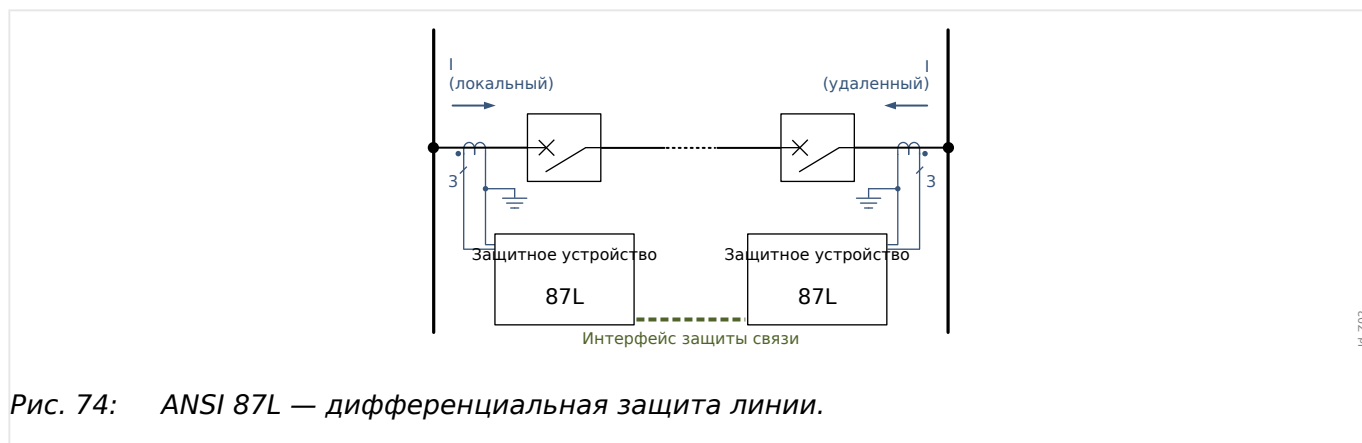 I
(локальный)
I
(удаленный)
3
3
Защитное устройство
87L
Защитное устройство
87L
Интерфейс защиты связи
Рис. 74: ANSI 87L — дифференциальная защита линии.